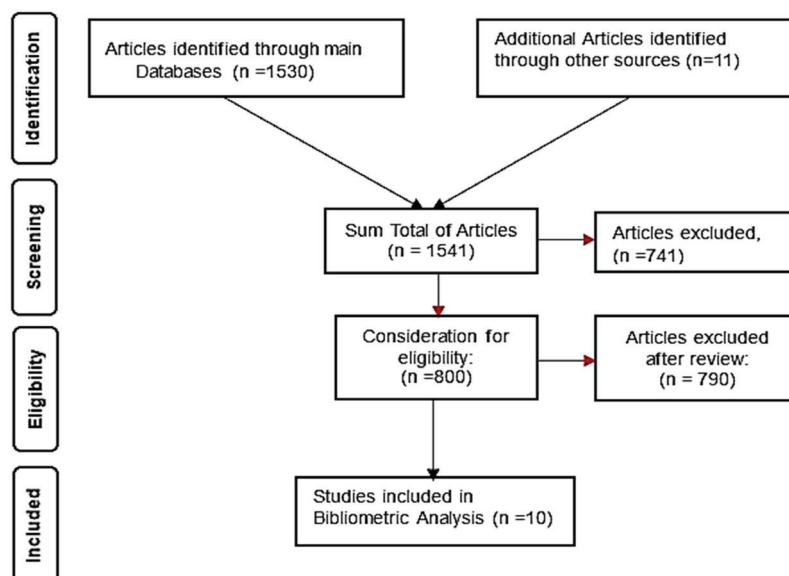 Identification
Articles identified through main
Databases (n =1530)
Additional Articles identified
through other sources (n=11)
Screening
Sum Total of Articles
(n = 1541)
Articles excluded,
(n =741)
Eligibility
Consideration for
eligibility:
(n =800)
Articles excluded
after review:
(n = 790)
Included
Studies included in
Bibliometric Analysis (n =10)